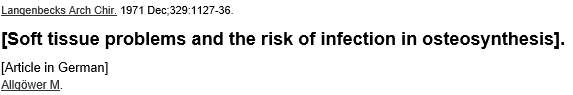 Langenbecks Arch Chir. 1971 Dec;329:1127-36.
[Soft tissue problems and the risk of infection in osteosynthesis].
[Article in German]
Allgöwer M.